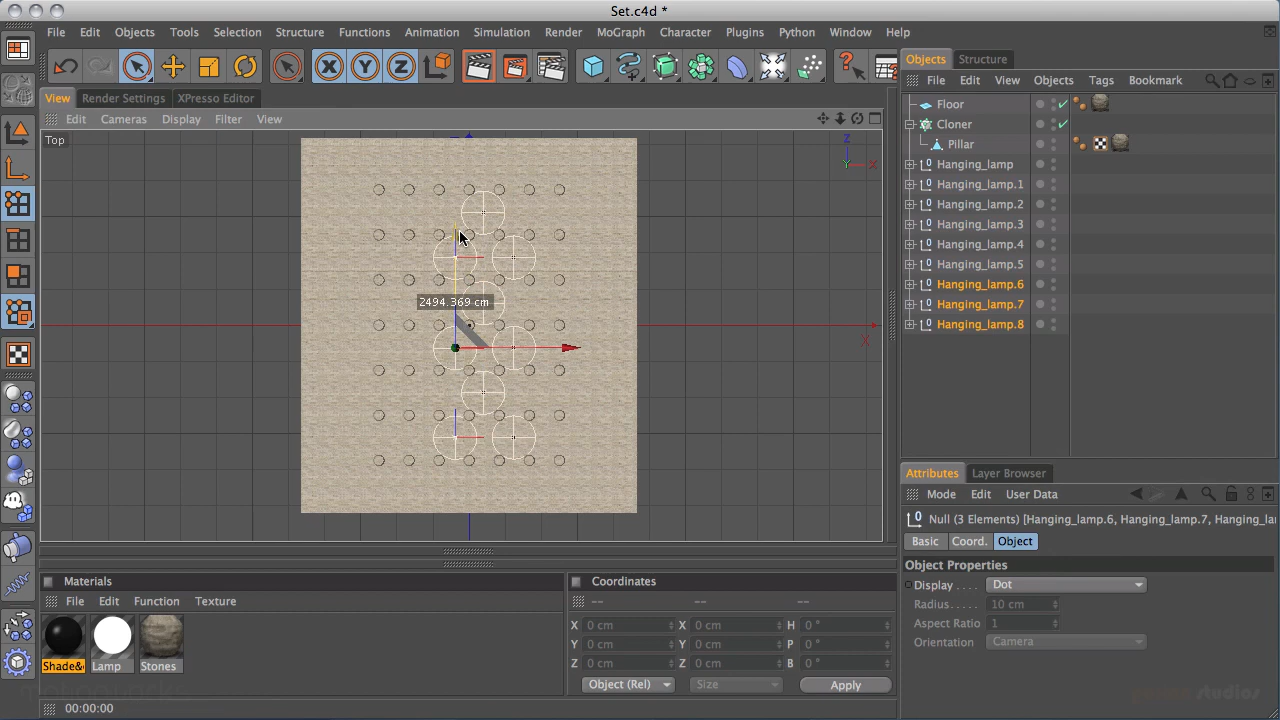 Set.c4d *
File Edit Objects Tools Selection Structure Functions Animation Simulation Render MoGraph Character Plugins Python Window Help
Objects Structure
View Render Settings XPresso Editor
File Edit View Objects Tags Bookmark
Edit Cameras Display Filter View
Top
Z
Y X
X
2494.369 cm
Floor
Cloner
Pillar
Hanging_lamp
Hanging_lamp.1
Hanging_lamp.2
Hanging_lamp.3
Hanging_lamp.4
Hanging_lamp.5
Hanging_lamp.6
Hanging_lamp.7
Hanging_lamp.8
Attributes Layer Browser
Mode Edit User Data
Null (3 Elements) [Hanging_lamp.6, Hanging_lamp.7, Hanging_la
Basic Coord. Object
Object Properties
Display . . . . Dot
Radius. . . . . 10 cm
Aspect Ratio 1
Orientation Camera
Materials
File Edit Function Texture
Shade& Lamp Stones
Coordinates
-- -- --
X 0 cm X 0 cm H 0 °
Y 0 cm Y 0 cm P 0 °
Z 0 cm Z 0 cm B 0 °
Object (Rel) Size Apply
00:00:00
studios